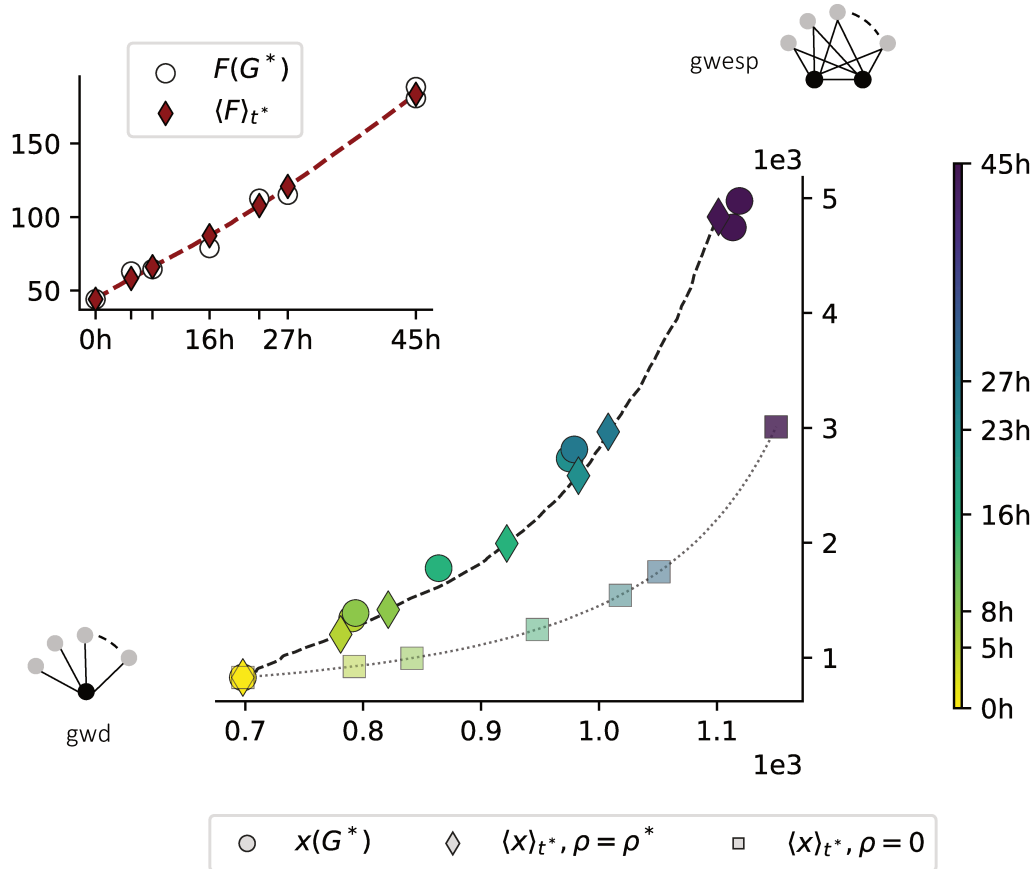 F(G*)
⟨F⟩t*
150
100
50
0h
16h
27h
45h
gwesp
1e3
5
4
3
2
1
0.7
0.8
0.9
1.0
1.1
1e3
45h
27h
23h
16h
8h
5h
0h
gwd
x(G*)
⟨x⟩t*, ρ = ρ*
⟨x⟩t*, ρ = 0